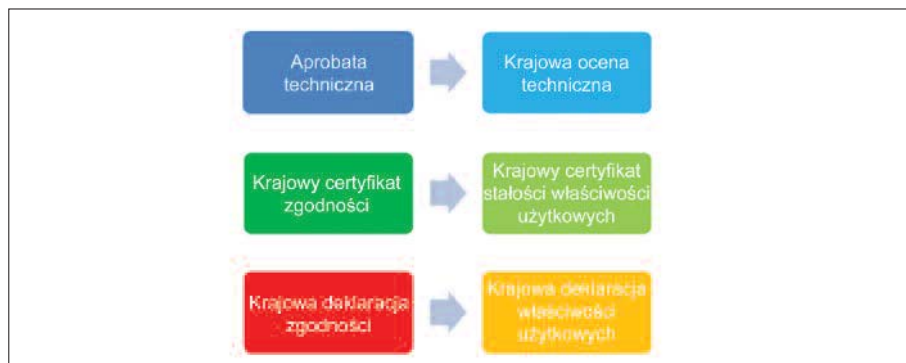 Aprobata
techniczna
Krajowa ocena
techniczna
Krajowy certyfikat
zgodności
Krajowy certyfikat
stałości właściwości
użytkowych
Krajowa deklaracja
zgodności
Krajowa deklaracja
właściwości
użytkowych